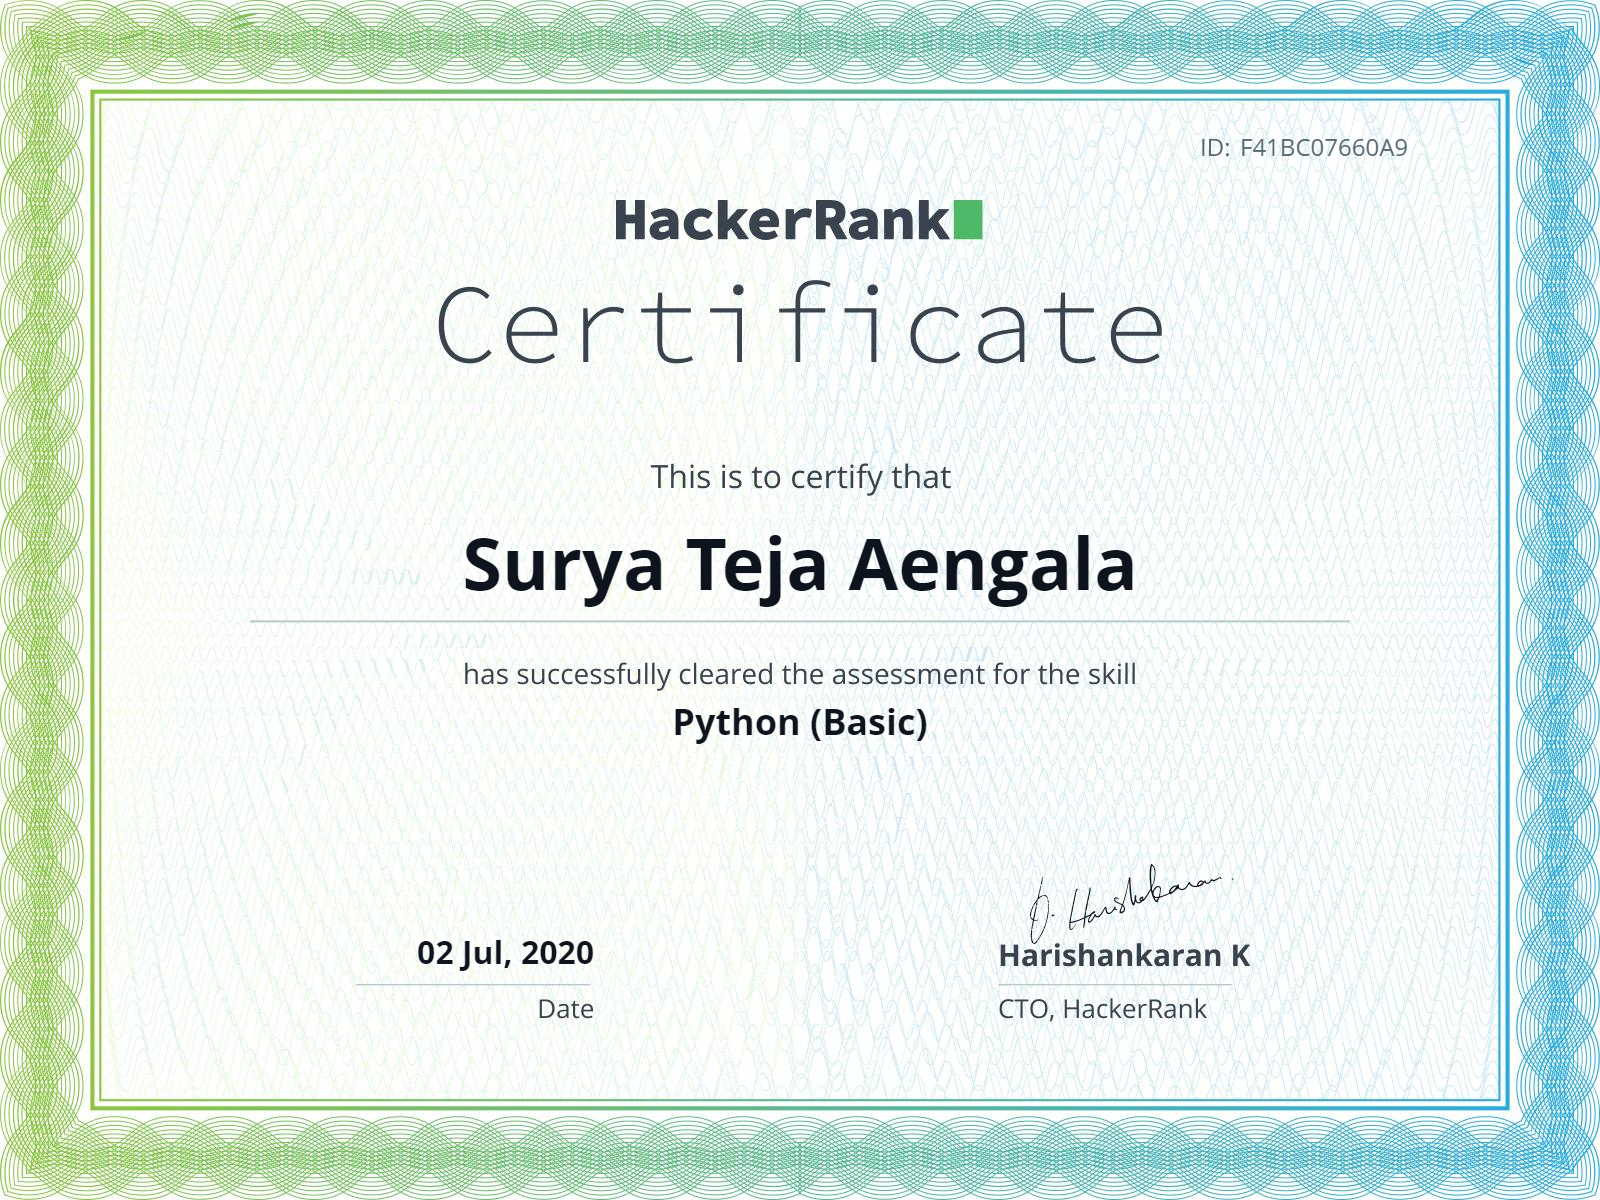 ID: F41BC07660A9
HackerRank
Certificate
This is to certify that
Surya Teja Aengala
has successfully cleared the assessment for the skill
Python (Basic)
02 Jul, 2020
Date
Harishankaran K
CTO, HackerRank